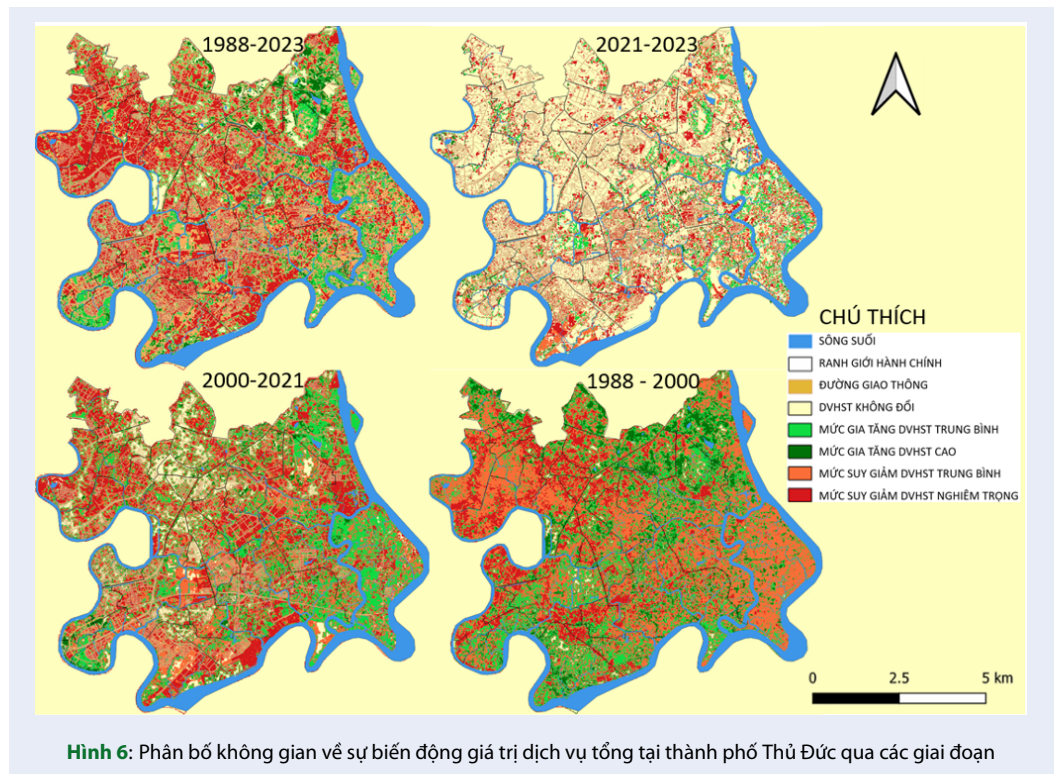 1988-2023
2021-2023
CHÚ THÍCH
SÔNG SUỐI
RANH GIỚI HÀNH CHÍNH
ĐƯỜNG GIAO THÔNG
DVHST KHÔNG ĐỔI
MỨC GIA TĂNG DVHST TRUNG BÌNH
MỨC GIA TĂNG DVHST CAO
MỨC SUY GIẢM DVHST TRUNG BÌNH
MỨC SUY GIẢM DVHST NGHIÊM TRỌNG
2000-2021
1988 - 2000
0 2.5 5 km
Hình 6: Phân bố không gian về sự biến động giá trị dịch vụ tổng tại thành phố Thủ Đức qua các giai đoạn